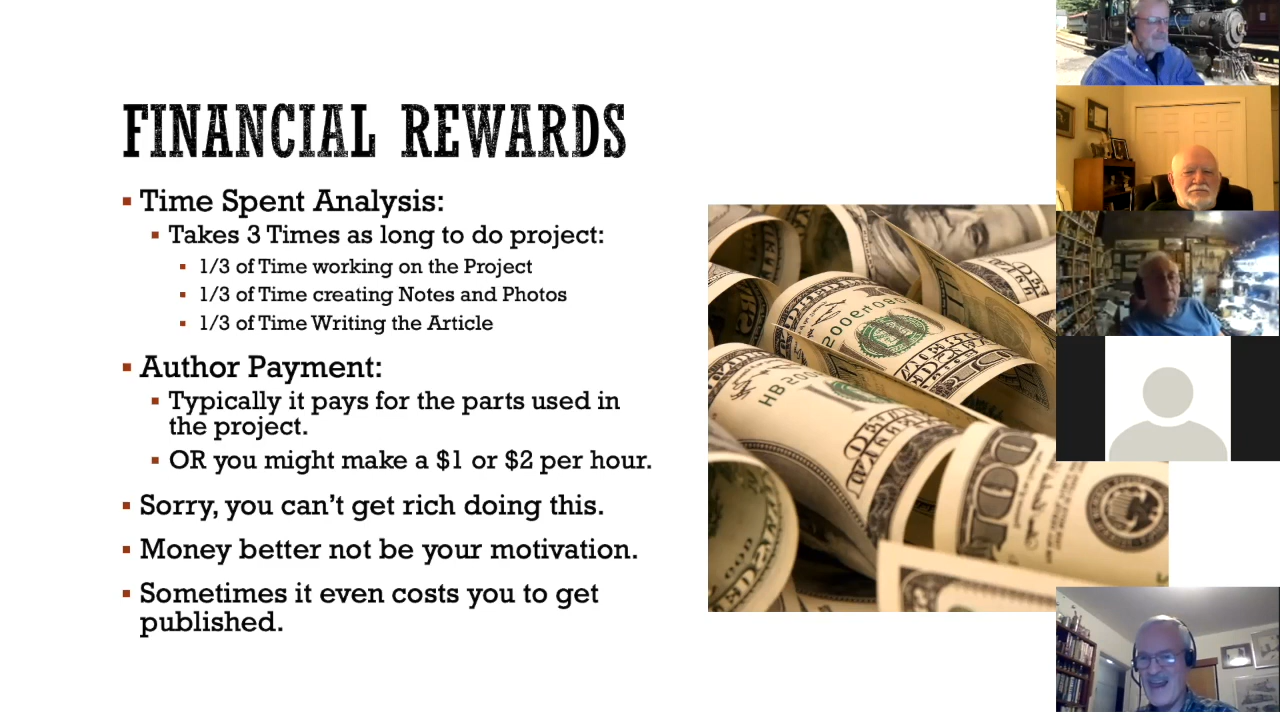 FINANCIAL REWARDS
Time Spent Analysis:
Takes 3 Times as long to do project:
1/3 of Time working on the Project
1/3 of Time creating Notes and Photos
1/3 of Time Writing the Article
Author Payment:
Typically it pays for the parts used in
the project.
OR you might make a $1 or $2 per hour.
Sorry, you can't get rich doing this.
Money better not be your motivation.
Sometimes it even costs you to get
published.